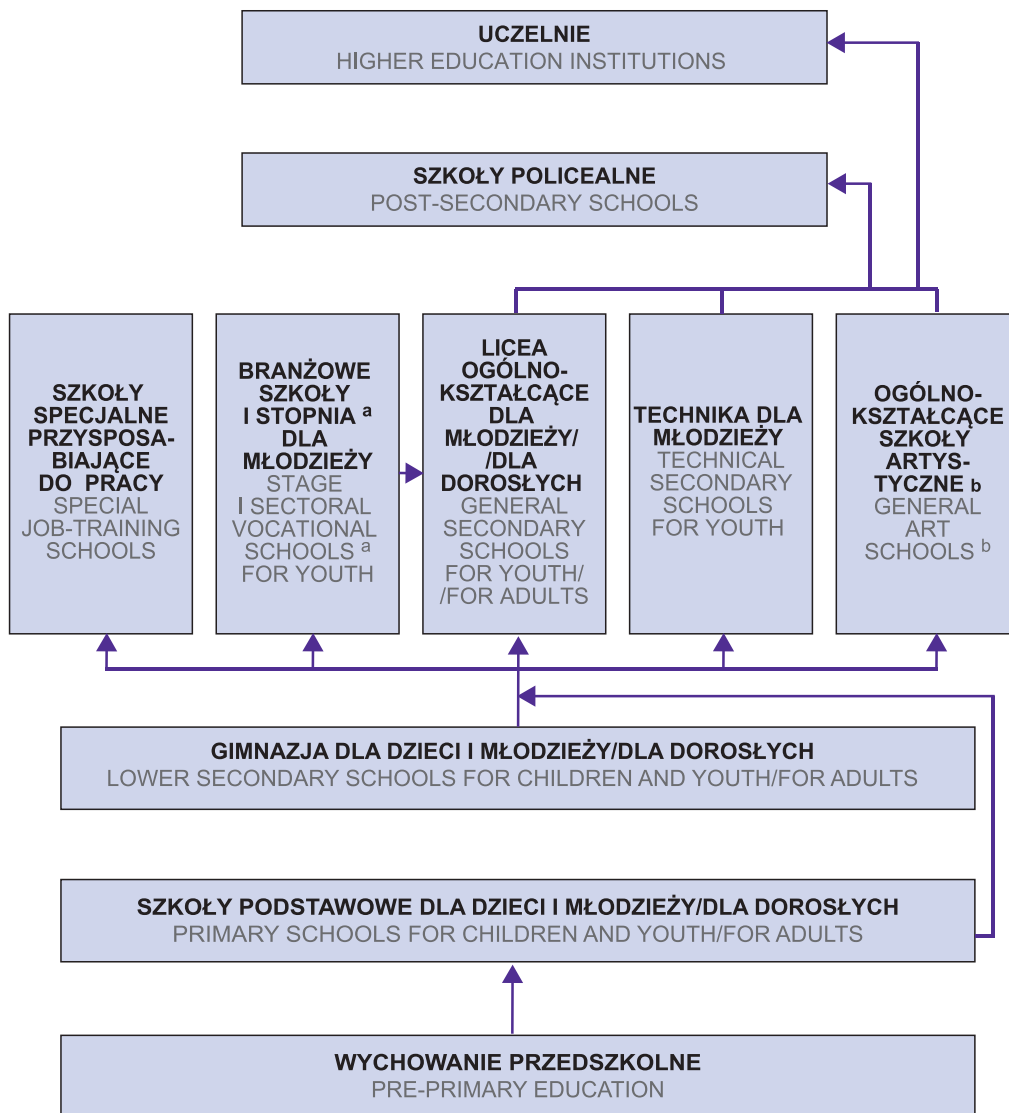 UCZELNIE
HIGHER EDUCATION INSTITUTIONS
SZKOŁY POLICEALNE
POST-SECONDARY SCHOOLS
SZKOŁY
SPECJALNE
PRZYSPOSA-
BIAJĄCE
DO PRACY
SPECIAL
JOB-TRAINING
SCHOOLS
BRANŻOWE
SZKOŁY
I STOPNIA a
DLA
MŁODZIEŻY
STAGE
I SECTORAL
VOCATIONAL
SCHOOLS a
FOR YOUTH
LICEA
OGÓLNO-
KSZTAŁCĄCE
DLA
MŁODZIEŻY/
/DLA
DOROSŁYCH
GENERAL
SECONDARY
SCHOOLS
FOR YOUTH/
/FOR ADULTS
TECHNIKA DLA
MŁODZIEŻY
TECHNICAL
SECONDARY
SCHOOLS
FOR YOUTH
OGÓLNO-
KSZTAŁCĄCE
SZKOŁY
ARTYS-
TYCZNE b
GENERAL
ART
SCHOOLS b
GIMNAZJA DLA DZIECI I MŁODZIEŻY/DLA DOROSŁYCH
LOWER SECONDARY SCHOOLS FOR CHILDREN AND YOUTH/FOR ADULTS
SZKOŁY PODSTAWOWE DLA DZIECI I MŁODZIEŻY/DLA DOROSŁYCH
PRIMARY SCHOOLS FOR CHILDREN AND YOUTH/FOR ADULTS
WYCHOWANIE PRZEDSZKOLNE
PRE-PRIMARY EDUCATION